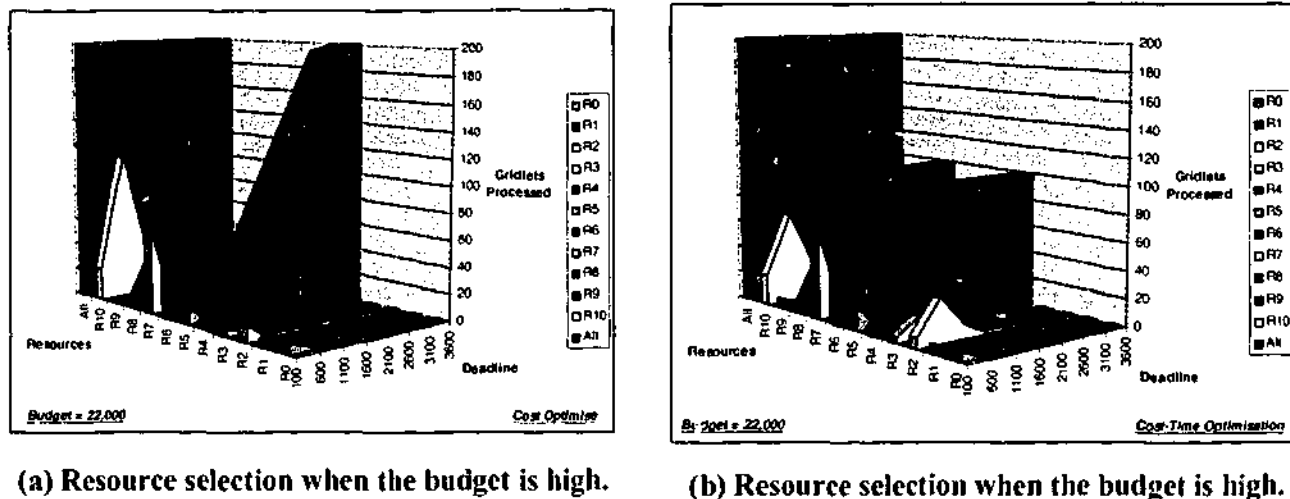 200
180
160
140
120
100
80
60
40
20
0
Gridlets
Processed
R0
R1
R2
R3
R4
R5
R6
R7
R8
R9
R10
All
All
R10
R9
R8
R7
R6
R5
R4
R3
R2
R1
R0
Resources
100
600
1100
1600
2100
2600
3100
3600
Deadline
Budget = 22,000
Cost Optimise
(a) Resource selection when the budget is high.
200
180
160
140
120
100
80
60
40
20
0
Gridlets
Processed
R0
R1
R2
R3
R4
R5
R6
R7
R8
R9
R10
All
All
R10
R9
R8
R7
R6
R5
R4
R3
R2
R1
R0
Resources
100
600
1100
1600
2100
2600
3100
3600
Deadline
Budget = 22,000
Cost-Time Optimisation
(b) Resource selection when the budget is high.